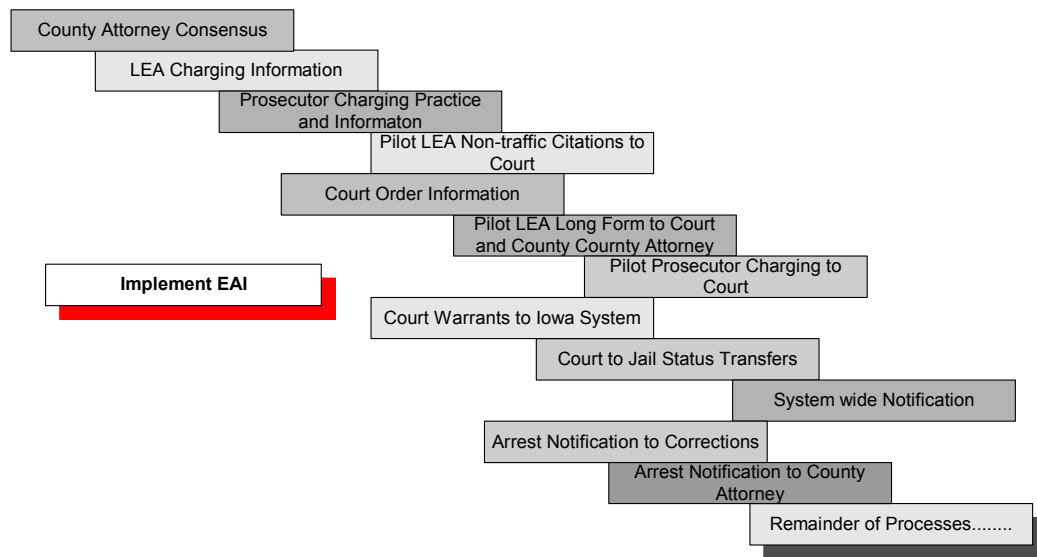 County Attorney Consensus
LEA Charging Information
Prosecutor Charging Practice
and Informaton
Pilot LEA Non-traffic Citations to
Court
Court Order Information
Pilot LEA Long Form to Court
and County Cournty Attorney
Pilot Prosecutor Charging to
Court
Implement EAI
Court Warrants to Iowa System
Court to Jail Status Transfers
System wide Notification
Arrest Notification to Corrections
Arrest Notification to County
Attorney
Remainder of Processes........